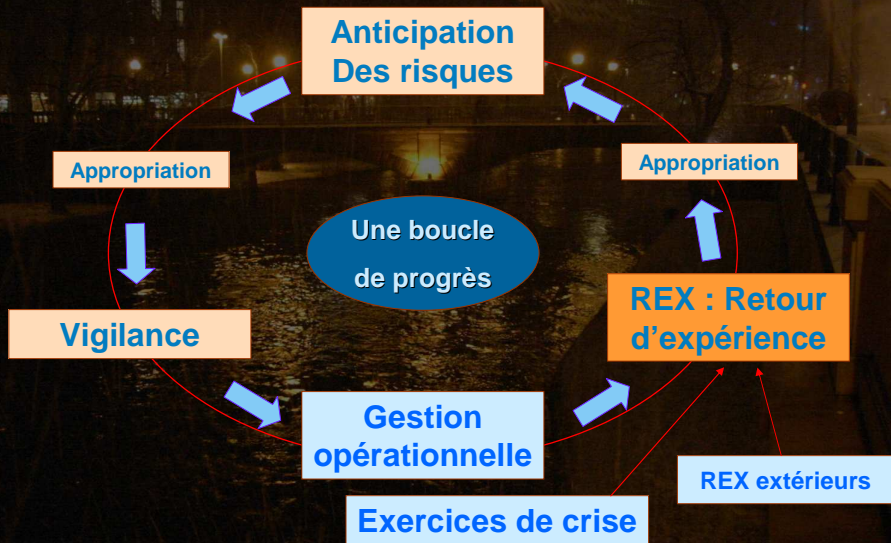 Anticipation
Des risques
Appropriation
Appropriation
Une boucle
de progrès
REX : Retour
d’expérience
Vigilance
Gestion
opérationnelle
REX extérieurs
Exercices de crise